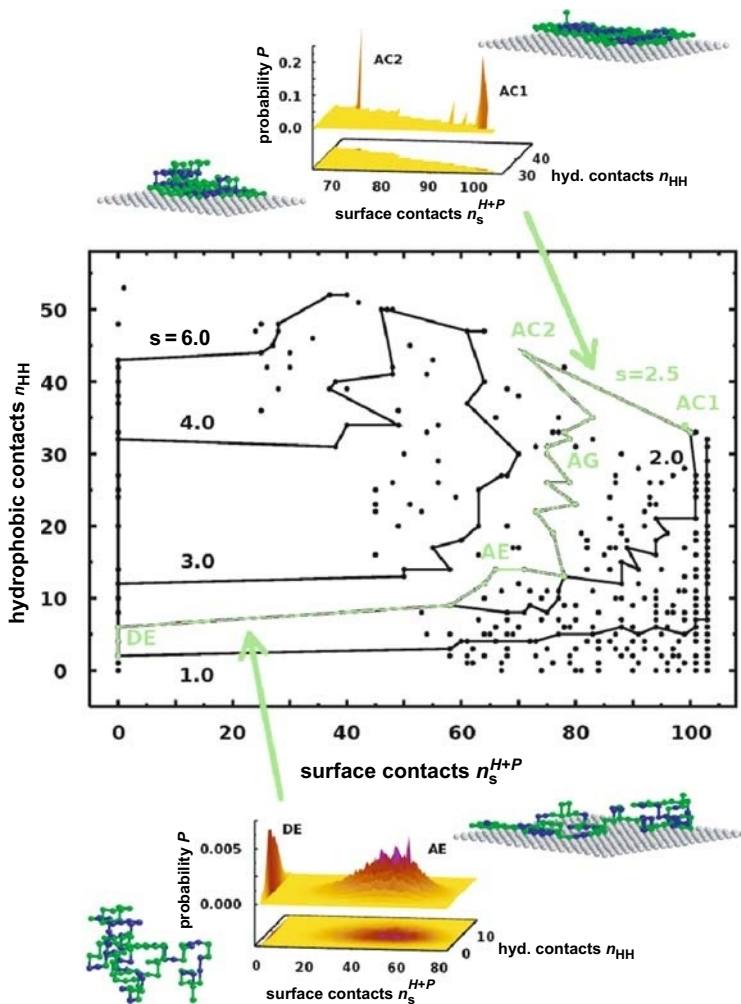 0.2
0.1
0.0
probability P
AC2
AC1
40
30
hyd. contacts nHH
70 80 90 100
surface contacts nsH+P
50
40
30
20
10
0
hydrophobic contacts nHH
s = 6.0
4.0
3.0
1.0
DE
AE
AG
AC2
s=2.5
AC1
2.0
0 20 40 60 80 100
surface contacts nsH+P
0.005
0.000
probability P
DE
AE
10
0
hyd. contacts nHH
0 20 40 60 80
surface contacts nsH+P